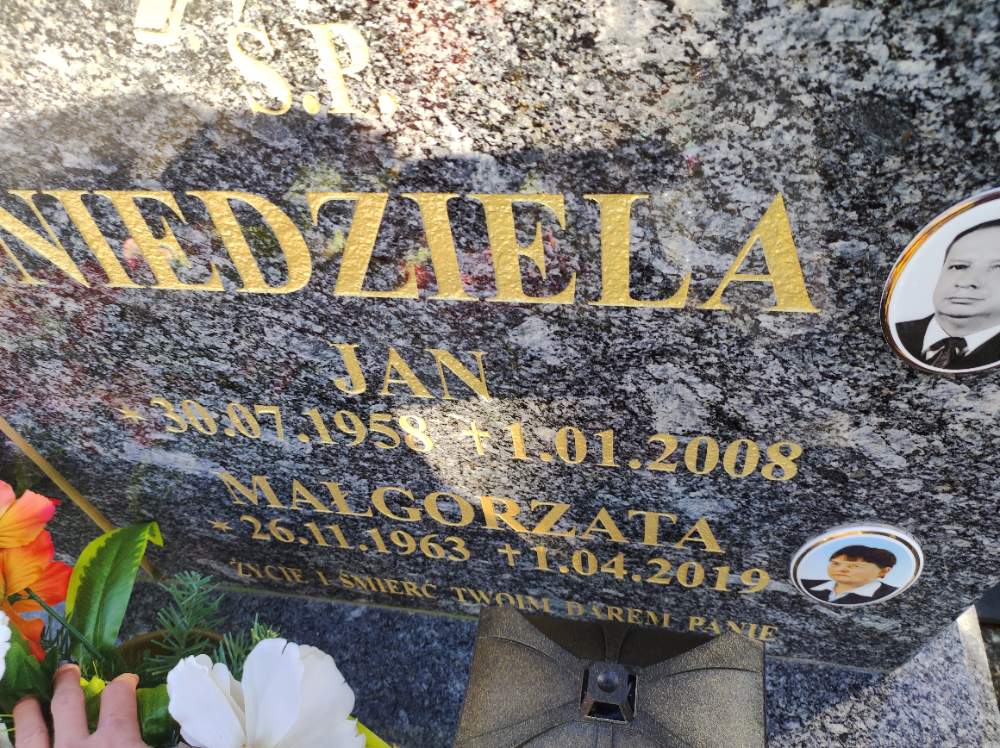 Ś.P.
NIEDZIELA
JAN
* 30.07.1958 † 1.01.2008
MAŁGORZATA
* 26.11.1963 † 1.04.2019
ŻYCIE I ŚMIERĆ TWOIM DAREM PANIE